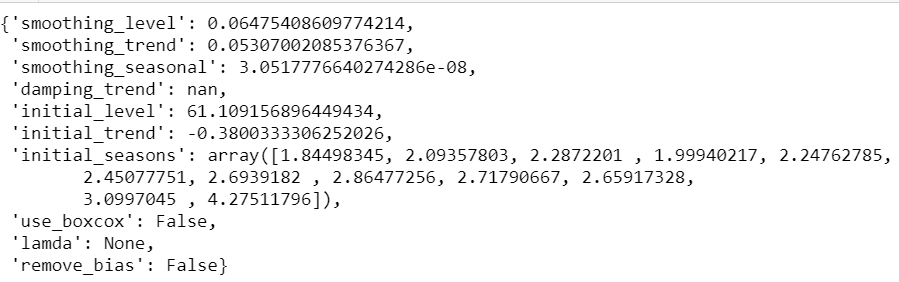 {'smoothing_level': 0.06475408609774214,
 'smoothing_trend': 0.05307002085376367,
 'smoothing_seasonal': 3.0517776640274286e-08,
 'damping_trend': nan,
 'initial_level': 61.109156896449434,
 'initial_trend': -0.3800333306252026,
 'initial_seasons': array([1.84498345, 2.09357803, 2.2872201 , 1.99940217, 2.24762785,
        2.45077751, 2.6939182 , 2.86477256, 2.71790667, 2.65917328,
        3.0997045 , 4.27511796]),
 'use_boxcox': False,
 'lamda': None,
 'remove_bias': False}